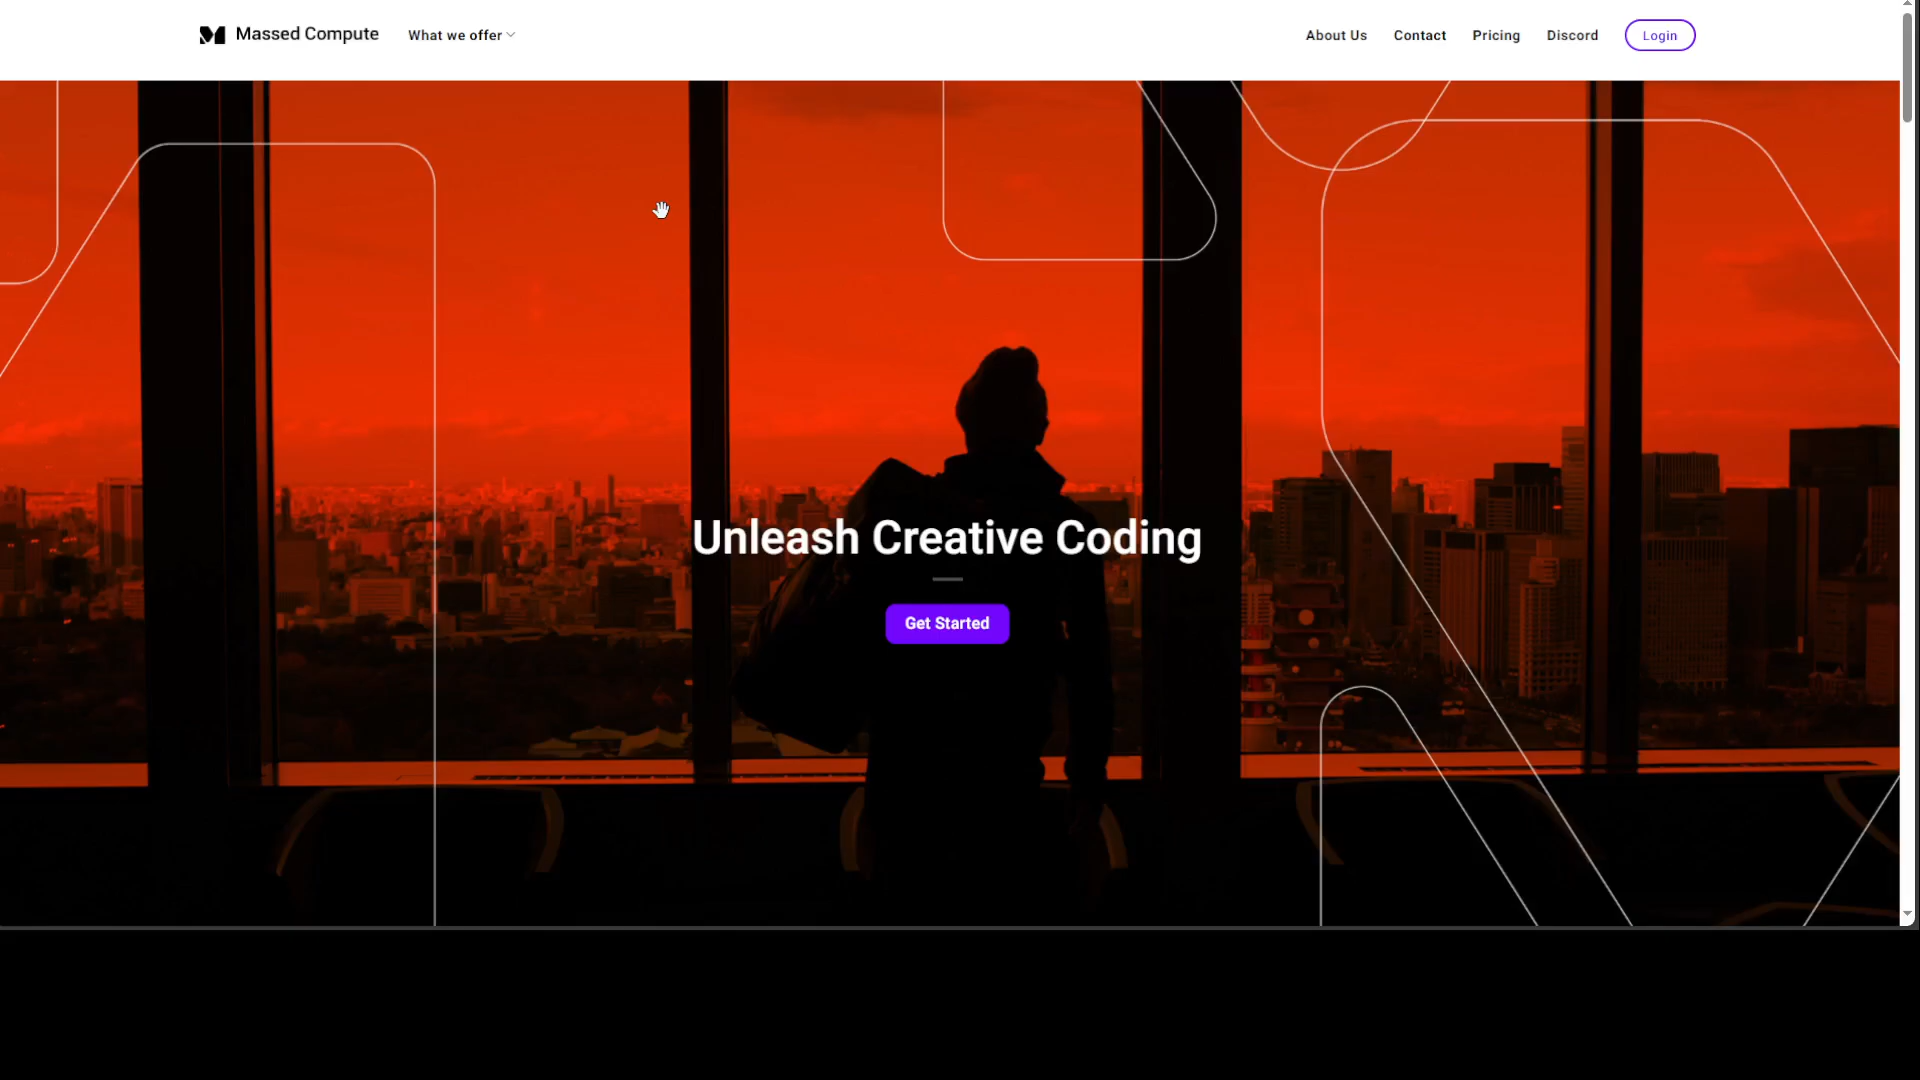 Massed Compute
What we offer
About Us
Contact
Pricing
Discord
Login
Unleash Creative Coding
Get Started